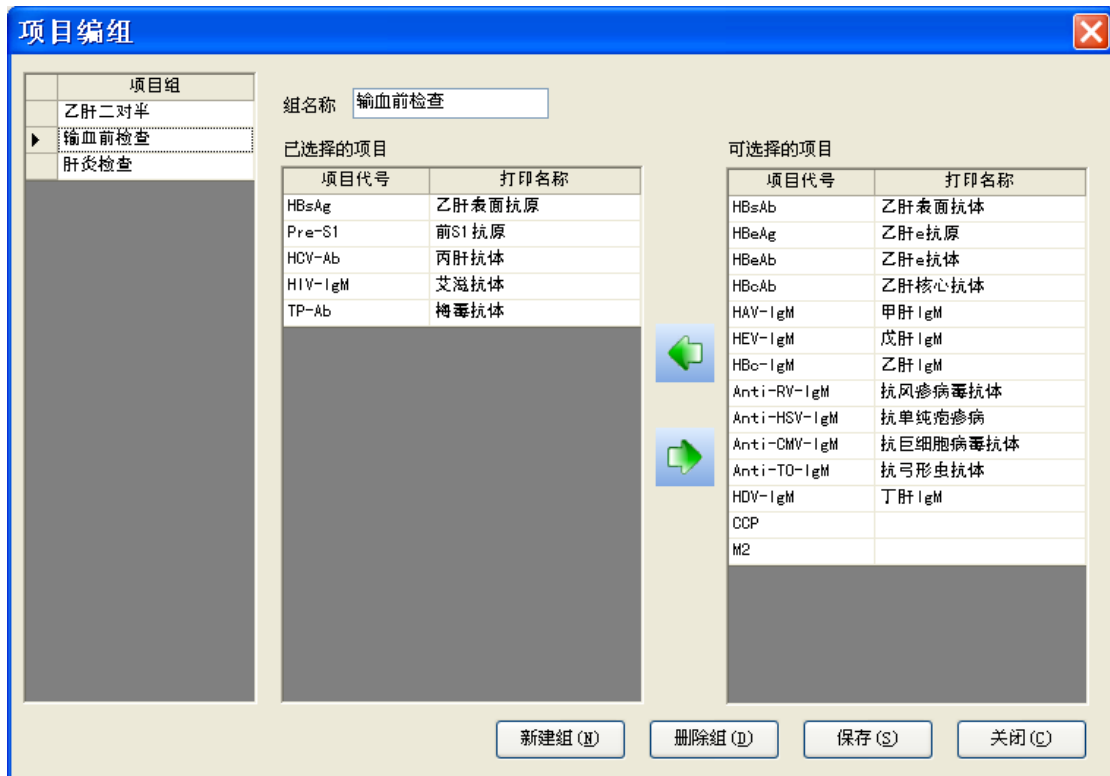 项目编组
项目组
乙肝二对半
输血前检查
肝炎检查
组名称 输血前检查
已选择的项目
项目代号 打印名称
HBsAg 乙肝表面抗原
Pre-S1 前S1抗原
HCV-Ab 丙肝抗体
HIV-IgM 艾滋抗体
TP-Ab 梅毒抗体
可选择的项目
项目代号 打印名称
HBsAb 乙肝表面抗体
HBeAg 乙肝e抗原
HBeAb 乙肝e抗体
HBcAb 乙肝核心抗体
HAV-IgM 甲肝IgM
HEV-IgM 戊肝IgM
HBc-IgM 乙肝IgM
Anti-RV-IgM 抗风疹病毒抗体
Anti-HSV-IgM 抗单纯疱疹病
Anti-CMV-IgM 抗巨细胞病毒抗体
Anti-TO-IgM 抗弓形虫抗体
HDV-IgM 丁肝IgM
CCP
M2
新建组(N) 删除组(D) 保存(S) 关闭(C)